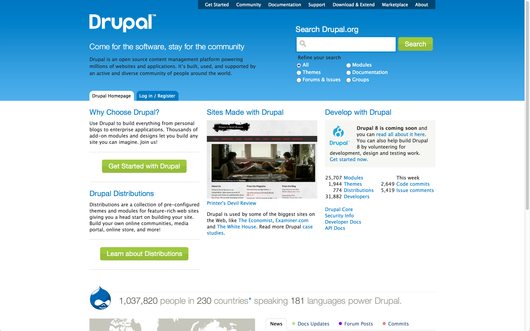 Get Started Community Documentation Support Download & Extend Marketplace About
Drupal™
Come for the software, stay for the community
Drupal is an open source content management platform powering
millions of websites and applications. It's built, used, and supported by
an active and diverse community of people around the world.
Search Drupal.org
Search
Refine your search
All Modules
Themes Documentation
Forums & Issues Groups
Drupal Homepage Log in / Register
Why Choose Drupal?
Use Drupal to build everything from personal
blogs to enterprise applications. Thousands of
add-on modules and designs let you build any
site you can imagine. Join us!
Get Started with Drupal
Drupal Distributions
Distributions are a collection of pre-configured
themes and modules for feature-rich web sites
giving you a head start on building your site.
Build your own online communities, media
portal, online store, and more!
Learn about Distributions
Sites Made with Drupal
Printer's Devil Review
Drupal is used by some of the biggest sites on
the Web, like The Economist, Examiner.com
and The White House. Read more Drupal case
studies.
Develop with Drupal
Drupal
Drupal 8 is coming soon and
you can read all about it here.
You can also help build Drupal
8 by volunteering for
development, design and testing work.
Get started now.
25,707 Modules
1,944 Themes
774 Distributions
31,882 Developers
This week
2,649 Code commits
5,419 Issue comments
Drupal Core
Security Info
Developer Docs
API Docs
1,037,820 people in 230 countries* speaking 181 languages power Drupal.
News Docs Updates Forum Posts Commits